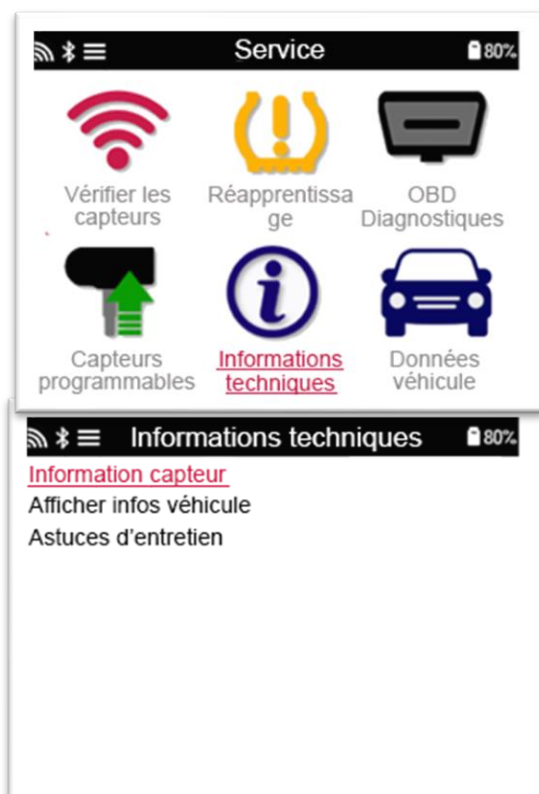 Service
80%
Vérifier les
capteurs
Réapprentissa
ge
OBD
Diagnostiques
Capteurs
programmables
Informations
techniques
Données
véhicule
Informations techniques
80%
Information capteur
Afficher infos véhicule
Astuces d'entretien